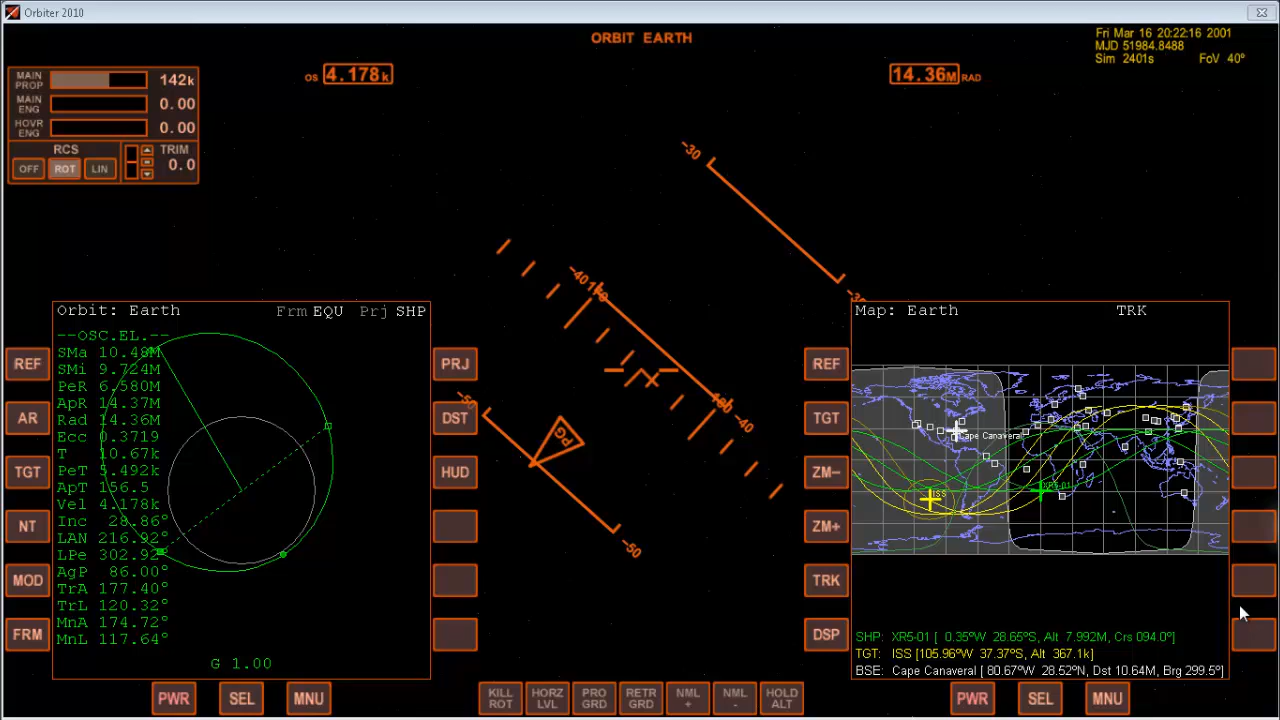 Orbiter 2010
ORBIT EARTH
Fri Mar 16 20:22:16 2001
MJD 51984.8488
Sim 2401s FoV 40°
MAIN PROP 142k
MAIN ENG 0.00
HOVR ENG 0.00
RCS TRIM
OFF ROT LIN 0.0
OS 4.178k
14.36M RAD
-30
-40
-40
-50
-50
PG
Orbit: Earth Frm EQU Prj SHP
--OSC.EL.--
SMa 10.48M
SMi 9.724M
PeR 6.580M
ApR 14.37M
Rad 14.36M
Ecc 0.3719
T 10.67k
PeT 5.492k
ApT 156.5
Vel 4.178k
Inc 28.86°
LAN 216.92°
LPe 302.92°
AgP 86.00°
TrA 177.40°
TrL 120.32°
MnA 174.72°
MnL 117.64°
G 1.00
REF
AR
TGT
NT
MOD
FRM
PRJ
DST
HUD
PWR SEL MNU
KILL ROT
HORZ LVL
PRO GRD
RETR GRD
NML +
NML -
HOLD ALT
Map: Earth TRK
REF
TGT
ZM-
ZM+
TRK
DSP
Cape Canaveral
ISS
XR5-01
SHP: XR5-01 [ 0.35°W 28.65°S, Alt 7.992M, Crs 094.0°]
TGT: ISS [105.96°W 37.37°S, Alt 367.1k]
BSE: Cape Canaveral [ 80.67°W 28.52°N, Dst 10.64M, Brg 299.5°]
PWR SEL MNU